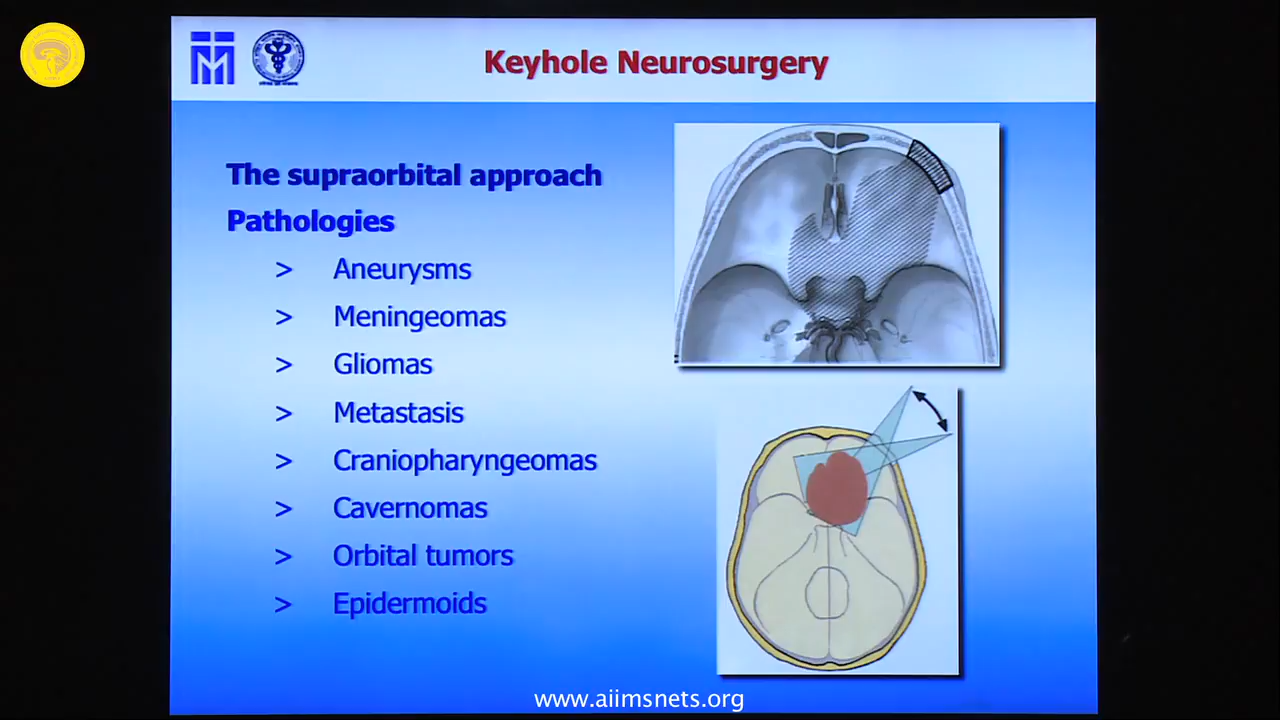 Keyhole Neurosurgery
The supraorbital approach
Pathologies
> Aneurysms
> Meningeomas
> Gliomas
> Metastasis
> Craniopharyngeomas
> Cavernomas
> Orbital tumors
> Epidermoids
www.aiimsnets.org